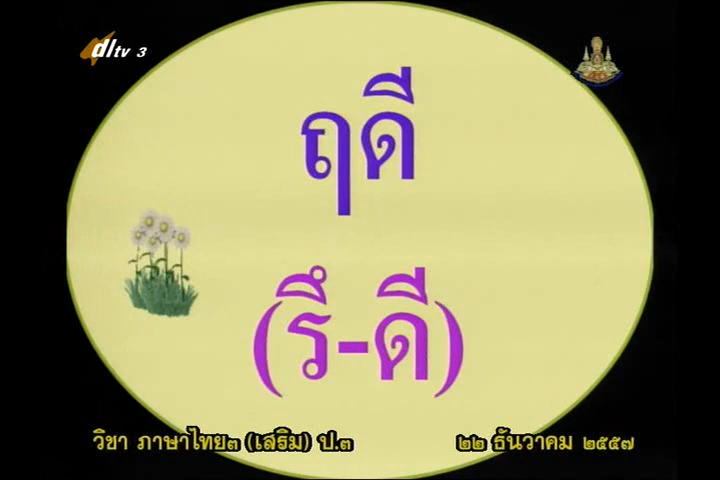 dltv 3
ฤดี
(รึ-ดี)
วิชา ภาษาไทย๓ (เสริม) ป.๓
๒๒ ธันวาคม ๒๕๕๗